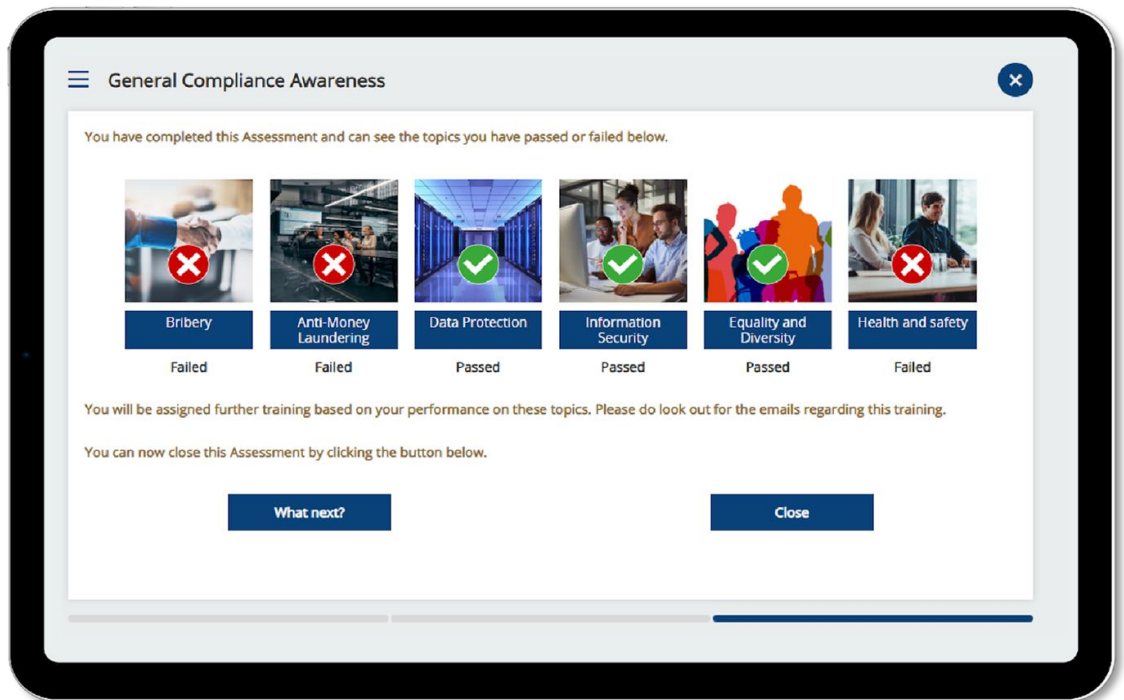 General Compliance Awareness
You have completed this Assessment and can see the topics you have passed or failed below.
Bribery
Failed
Anti-Money
Laundering
Failed
Data Protection
Passed
Information
Security
Passed
Equality and
Diversity
Passed
Health and safety
Failed
You will be assigned further training based on your performance on these topics. Please do look out for the emails regarding this training.
You can now close this Assessment by clicking the button below.
What next?
Close